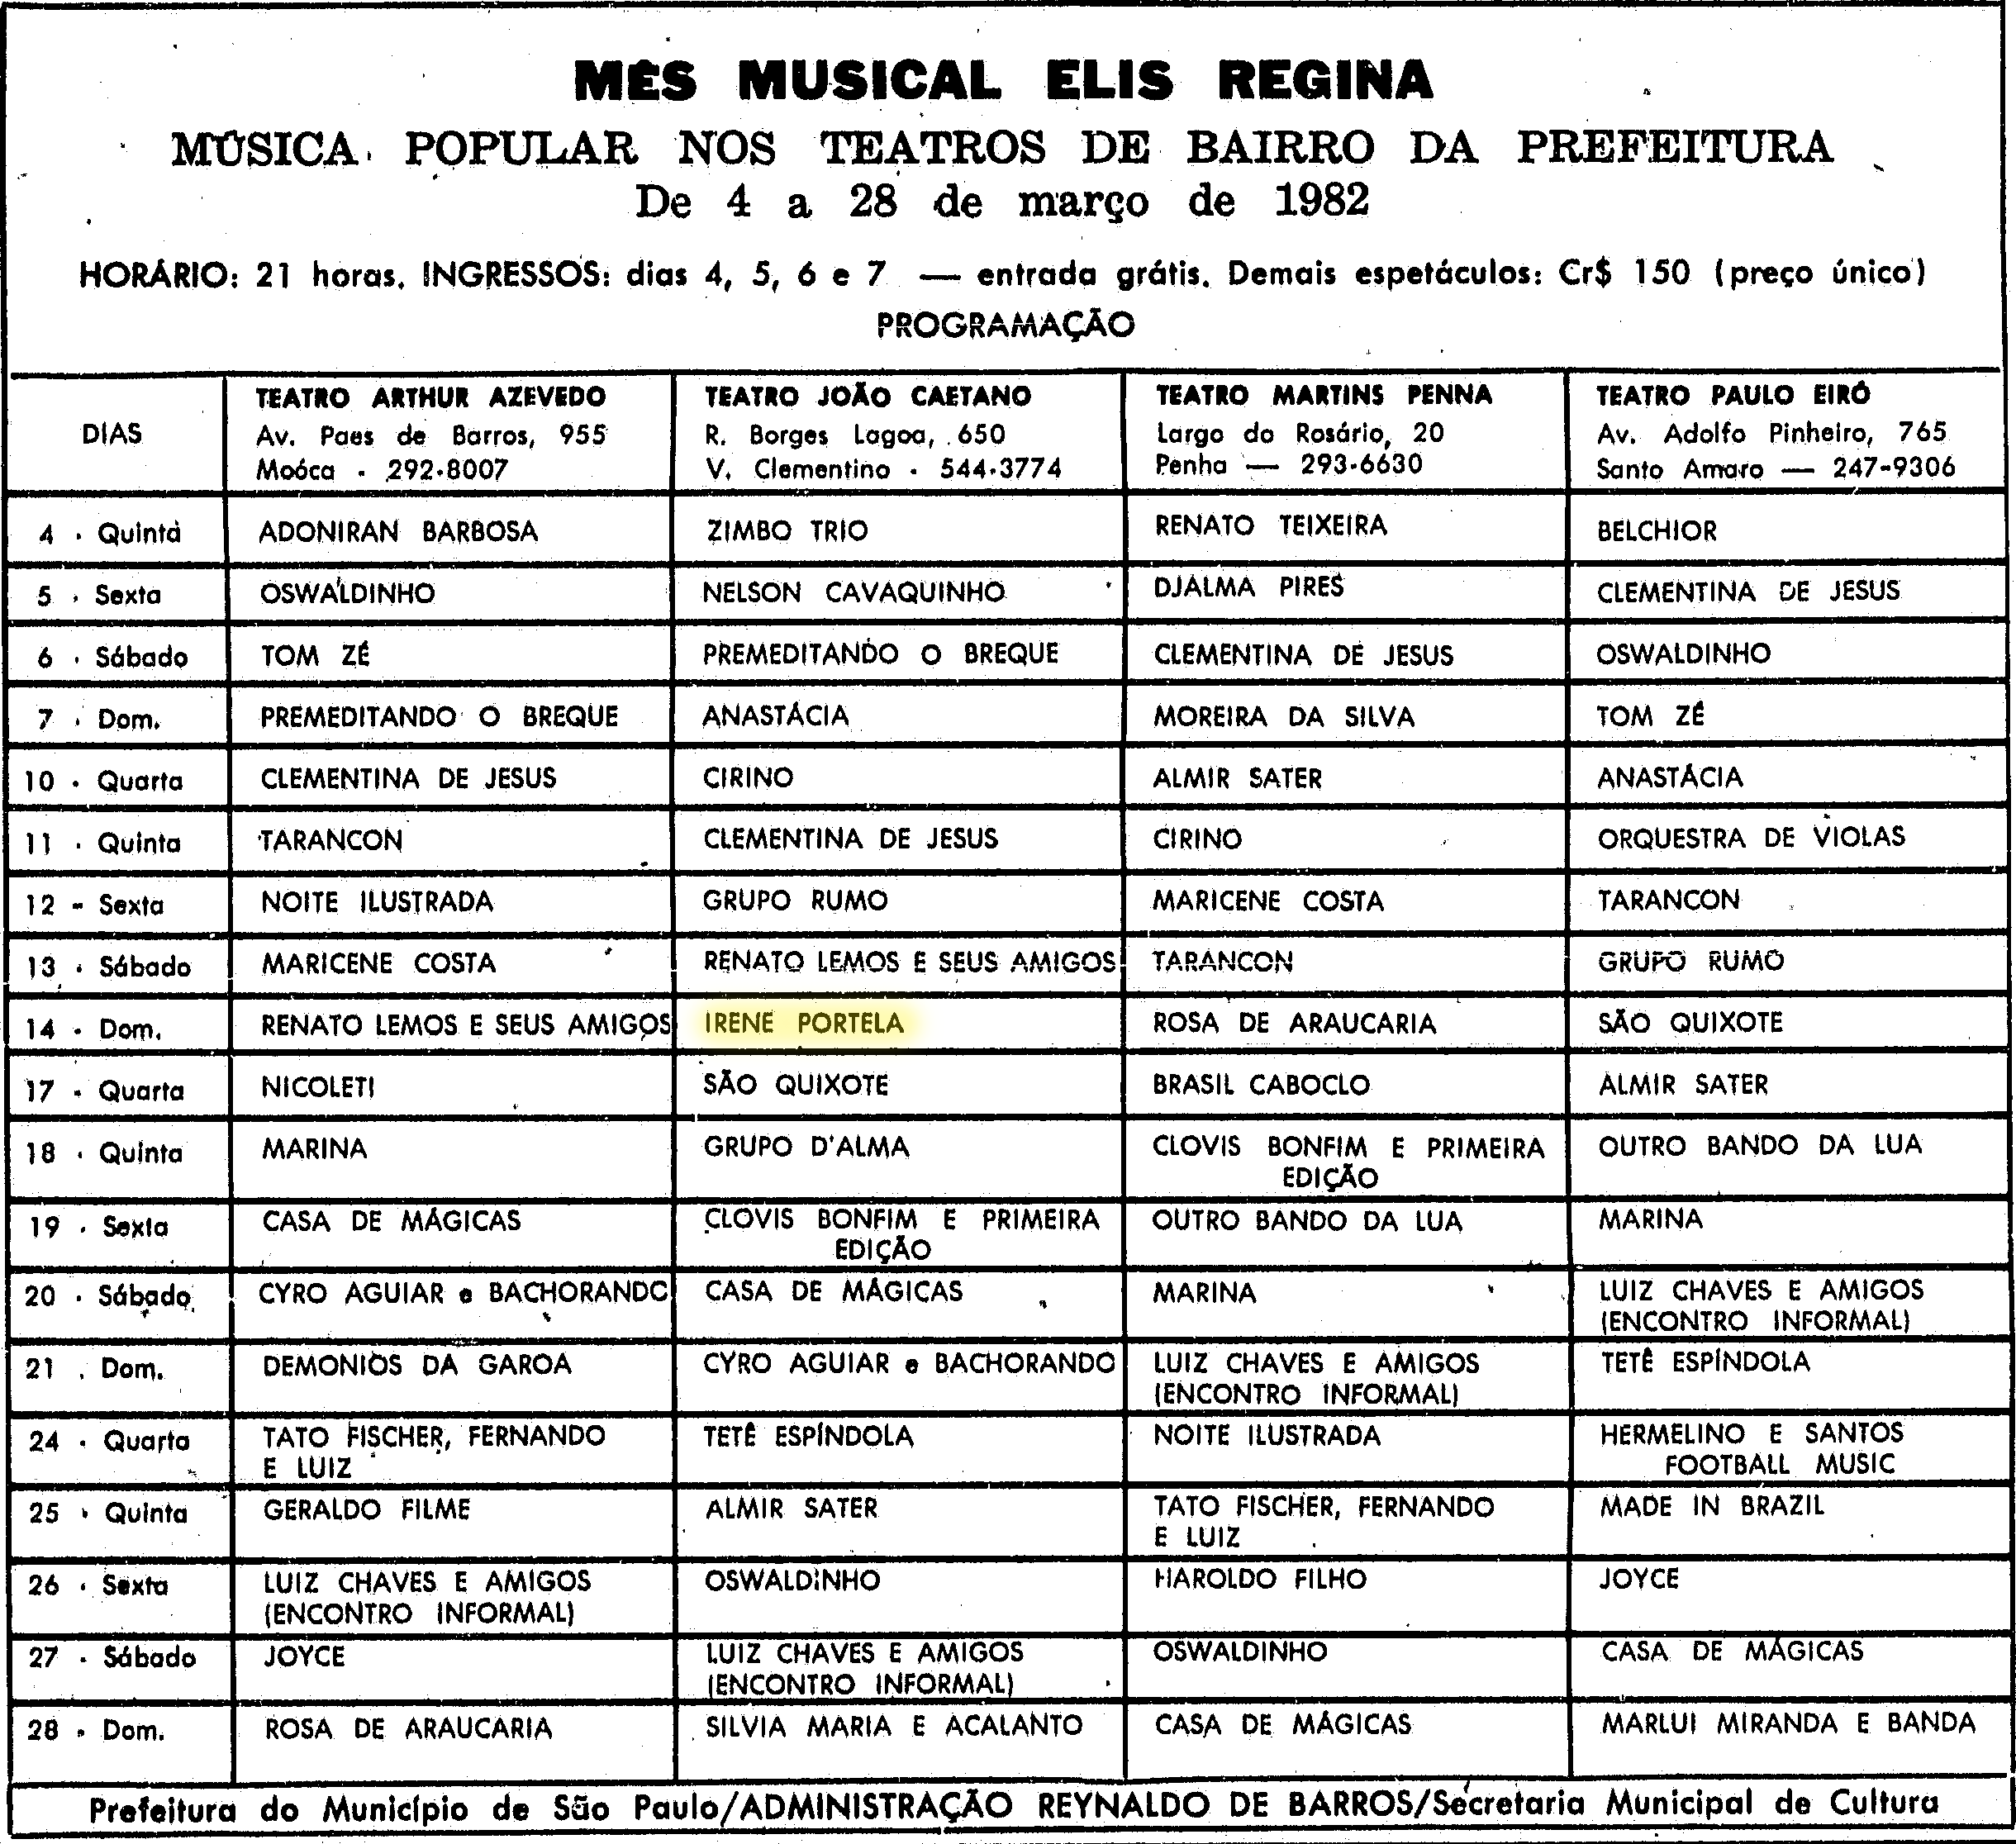 MÊS MUSICAL ELIS REGINA
MÚSICA POPULAR NOS TEATROS DE BAIRRO DA PREFEITURA
De 4 a 28 de março de 1982
HORÁRIO: 21 horas. INGRESSOS: dias 4, 5, 6 e 7 — entrada grátis. Demais espetáculos: Cr$ 150 (preço único)
PROGRAMAÇÃO
DIAS
TEATRO ARTHUR AZEVEDO
Av. Paes de Barros, 955
Moóca - 292-8007
TEATRO JOÃO CAETANO
R. Borges Lagoa, 650
V. Clementino - 544-3774
TEATRO MARTINS PENNA
Largo do Rosário, 20
Penha — 293-6630
TEATRO PAULO EIRÓ
Av. Adolfo Pinheiro, 765
Santo Amaro — 247-9306
4 - Quinta ADONIRAN BARBOSA ZIMBO TRIO RENATO TEIXEIRA BELCHIOR
5 - Sexta OSWALDINHO NELSON CAVAQUINHO DJALMA PIRES CLEMENTINA DE JESUS
6 - Sábado TOM ZÉ PREMEDITANDO O BREQUE CLEMENTINA DE JESUS OSWALDINHO
7 - Dom. PREMEDITANDO O BREQUE ANASTÁCIA MOREIRA DA SILVA TOM ZÉ
10 - Quarta CLEMENTINA DE JESUS CIRINO ALMIR SATER ANASTÁCIA
11 - Quinta TARANCON CLEMENTINA DE JESUS CIRINO ORQUESTRA DE VIOLAS
12 - Sexta NOITE ILUSTRADA GRUPO RUMO MARICENE COSTA TARANCON
13 - Sábado MARICENE COSTA RENATO LEMOS E SEUS AMIGOS TARANCON GRUPO RUMO
14 - Dom. RENATO LEMOS E SEUS AMIGOS IRENE PORTELA ROSA DE ARAUCARIA SÃO QUIXOTE
17 - Quarta NICOLETI SÃO QUIXOTE BRASIL CABOCLO ALMIR SATER
18 - Quinta MARINA GRUPO D'ALMA CLOVIS BONFIM E PRIMEIRA OUTRO BANDO DA LUA
EDIÇÃO
19 - Sexta CASA DE MÁGICAS CLOVIS BONFIM E PRIMEIRA OUTRO BANDO DA LUA MARINA
EDIÇÃO
20 - Sábado CYRO AGUIAR e BACHORANDO CASA DE MÁGICAS MARINA LUIZ CHAVES E AMIGOS
(ENCONTRO INFORMAL)
21 - Dom. DEMONIOS DA GAROA CYRO AGUIAR e BACHORANDO LUIZ CHAVES E AMIGOS TETÊ ESPÍNDOLA
(ENCONTRO INFORMAL)
24 - Quarta TATO FISCHER, FERNANDO TETÊ ESPÍNDOLA NOITE ILUSTRADA HERMELINO E SANTOS
E LUIZ FOOTBALL MUSIC
25 - Quinta GERALDO FILME ALMIR SATER TATO FISCHER, FERNANDO MADE IN BRAZIL
E LUIZ
26 - Sexta LUIZ CHAVES E AMIGOS OSWALDINHO HAROLDO FILHO JOYCE
(ENCONTRO INFORMAL)
27 - Sábado JOYCE LUIZ CHAVES E AMIGOS OSWALDINHO CASA DE MÁGICAS
(ENCONTRO INFORMAL)
28 - Dom. ROSA DE ARAUCARIA SILVIA MARIA E ACALANTO CASA DE MÁGICAS MARLUI MIRANDA E BANDA
Prefeitura do Município de São Paulo/ADMINISTRAÇÃO REYNALDO DE BARROS/Secretaria Municipal de Cultura